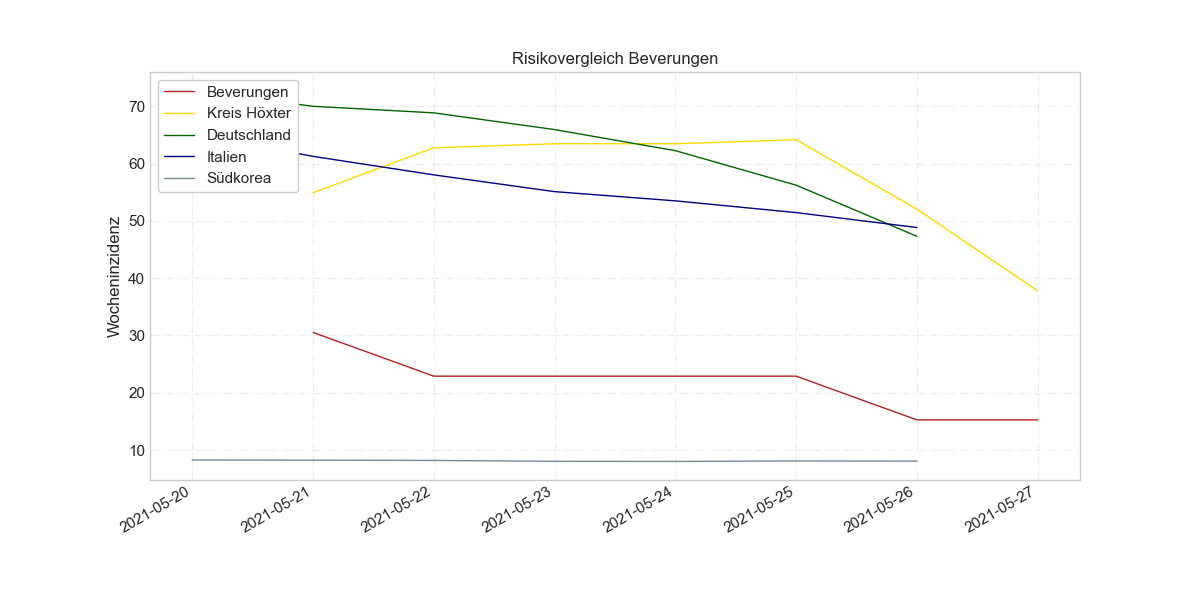 Risikovergleich Beverungen
Beverungen
Kreis Höxter
Deutschland
Italien
Südkorea
Wocheninzidenz
70
60
50
40
30
20
10
2021-05-20
2021-05-21
2021-05-22
2021-05-23
2021-05-24
2021-05-25
2021-05-26
2021-05-27